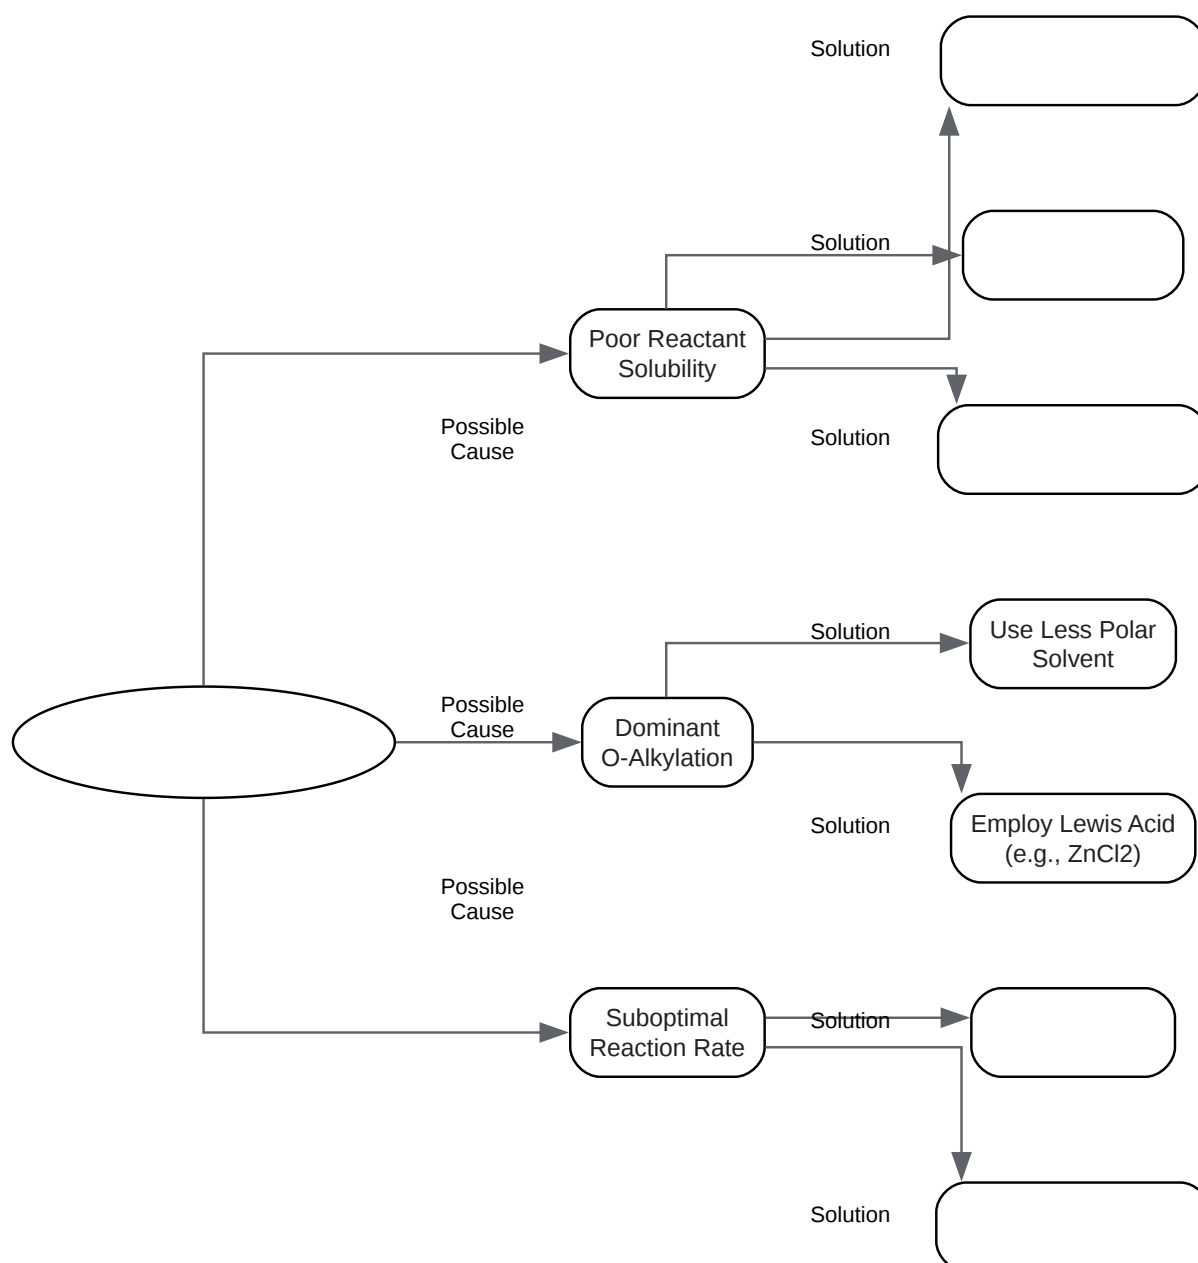 Solution
Solution
Poor Reactant
Solubility
Possible
Cause
Solution
Solution
Use Less Polar
Solvent
Possible
Cause
Dominant
O-Alkylation
Solution
Employ Lewis Acid
(e.g., ZnCl2)
Possible
Cause
Suboptimal
Reaction Rate
Solution
Solution